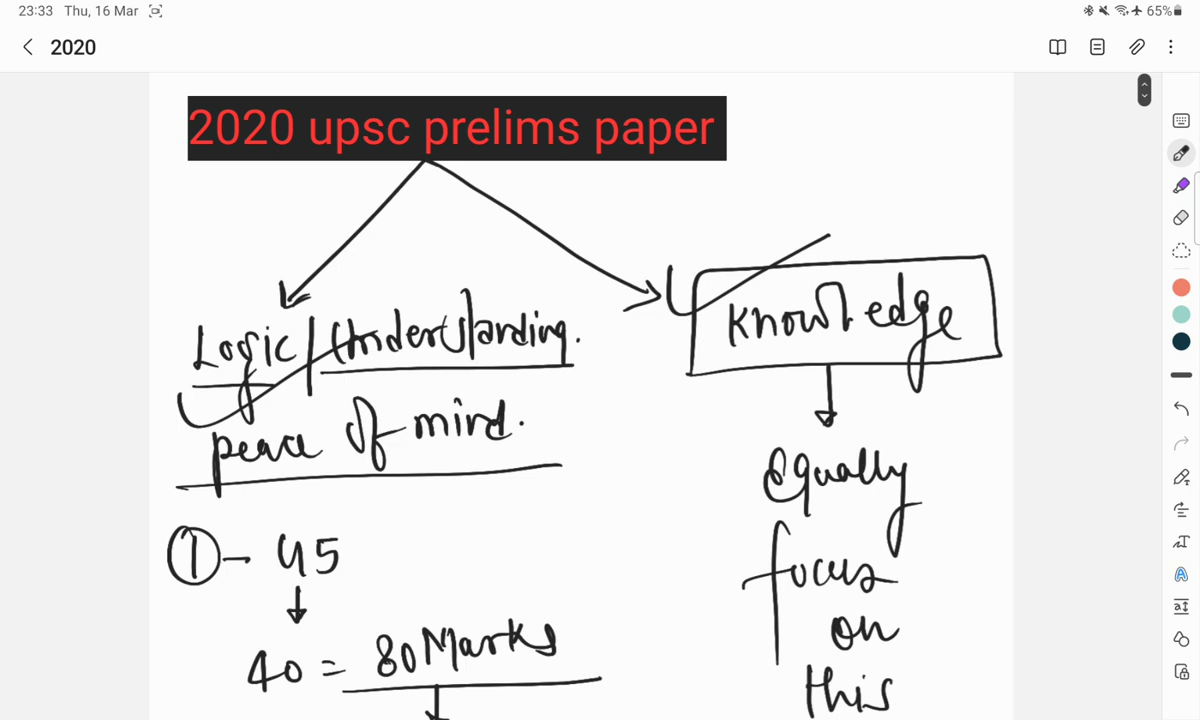 23:33 Thu, 16 Mar
65%
2020
2020 upsc prelims paper
Logic/Understanding.
peace of mind.
Knowledge
Equally
focus
on
this
① - 45
40 = 80 Marks